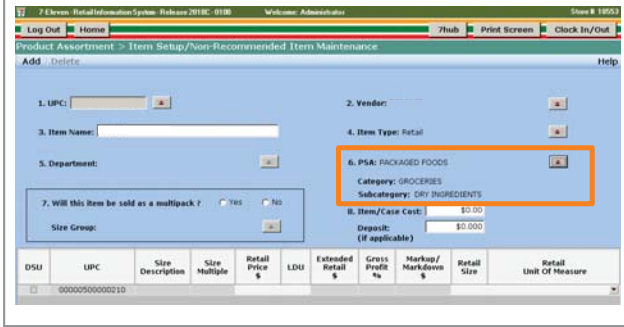 7-Eleven - Retail Information System - Release 2018C - 0100 Welcome: Administrator Store # 18553
Log Out Home 7hub Print Screen Clock In/Out
Product Assortment > Item Setup/Non-Recommended Item Maintenance
Add Delete Help
1. UPC: 2. Vendor:
3. Item Name: 4. Item Type: Retail
5. Department: 6. PSA: PACKAGED FOODS
Category: GROCERIES
Subcategory: DRY INGREDIENTS
7. Will this item be sold as a multipack ? Yes No
8. Item/Case Cost: $0.00
Size Group: Deposit: $0.000
(if applicable)
DSU UPC Size Description Size Multiple Retail Price $ LDU Extended Retail $ Gross Profit % Markup/ Markdown $ Retail Size Retail Unit Of Measure
00000500000210